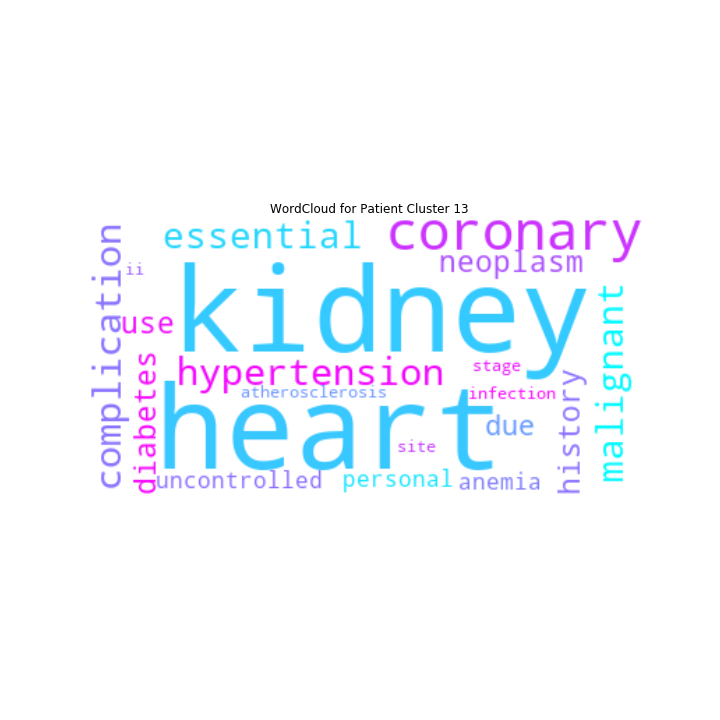 WordCloud for Patient Cluster 13
coronary
essential
neoplasm
complication
ii
kidney
use
malignant
hypertension
stage
diabetes
atherosclerosis
infection
heart
history
due
site
uncontrolled
personal
anemia